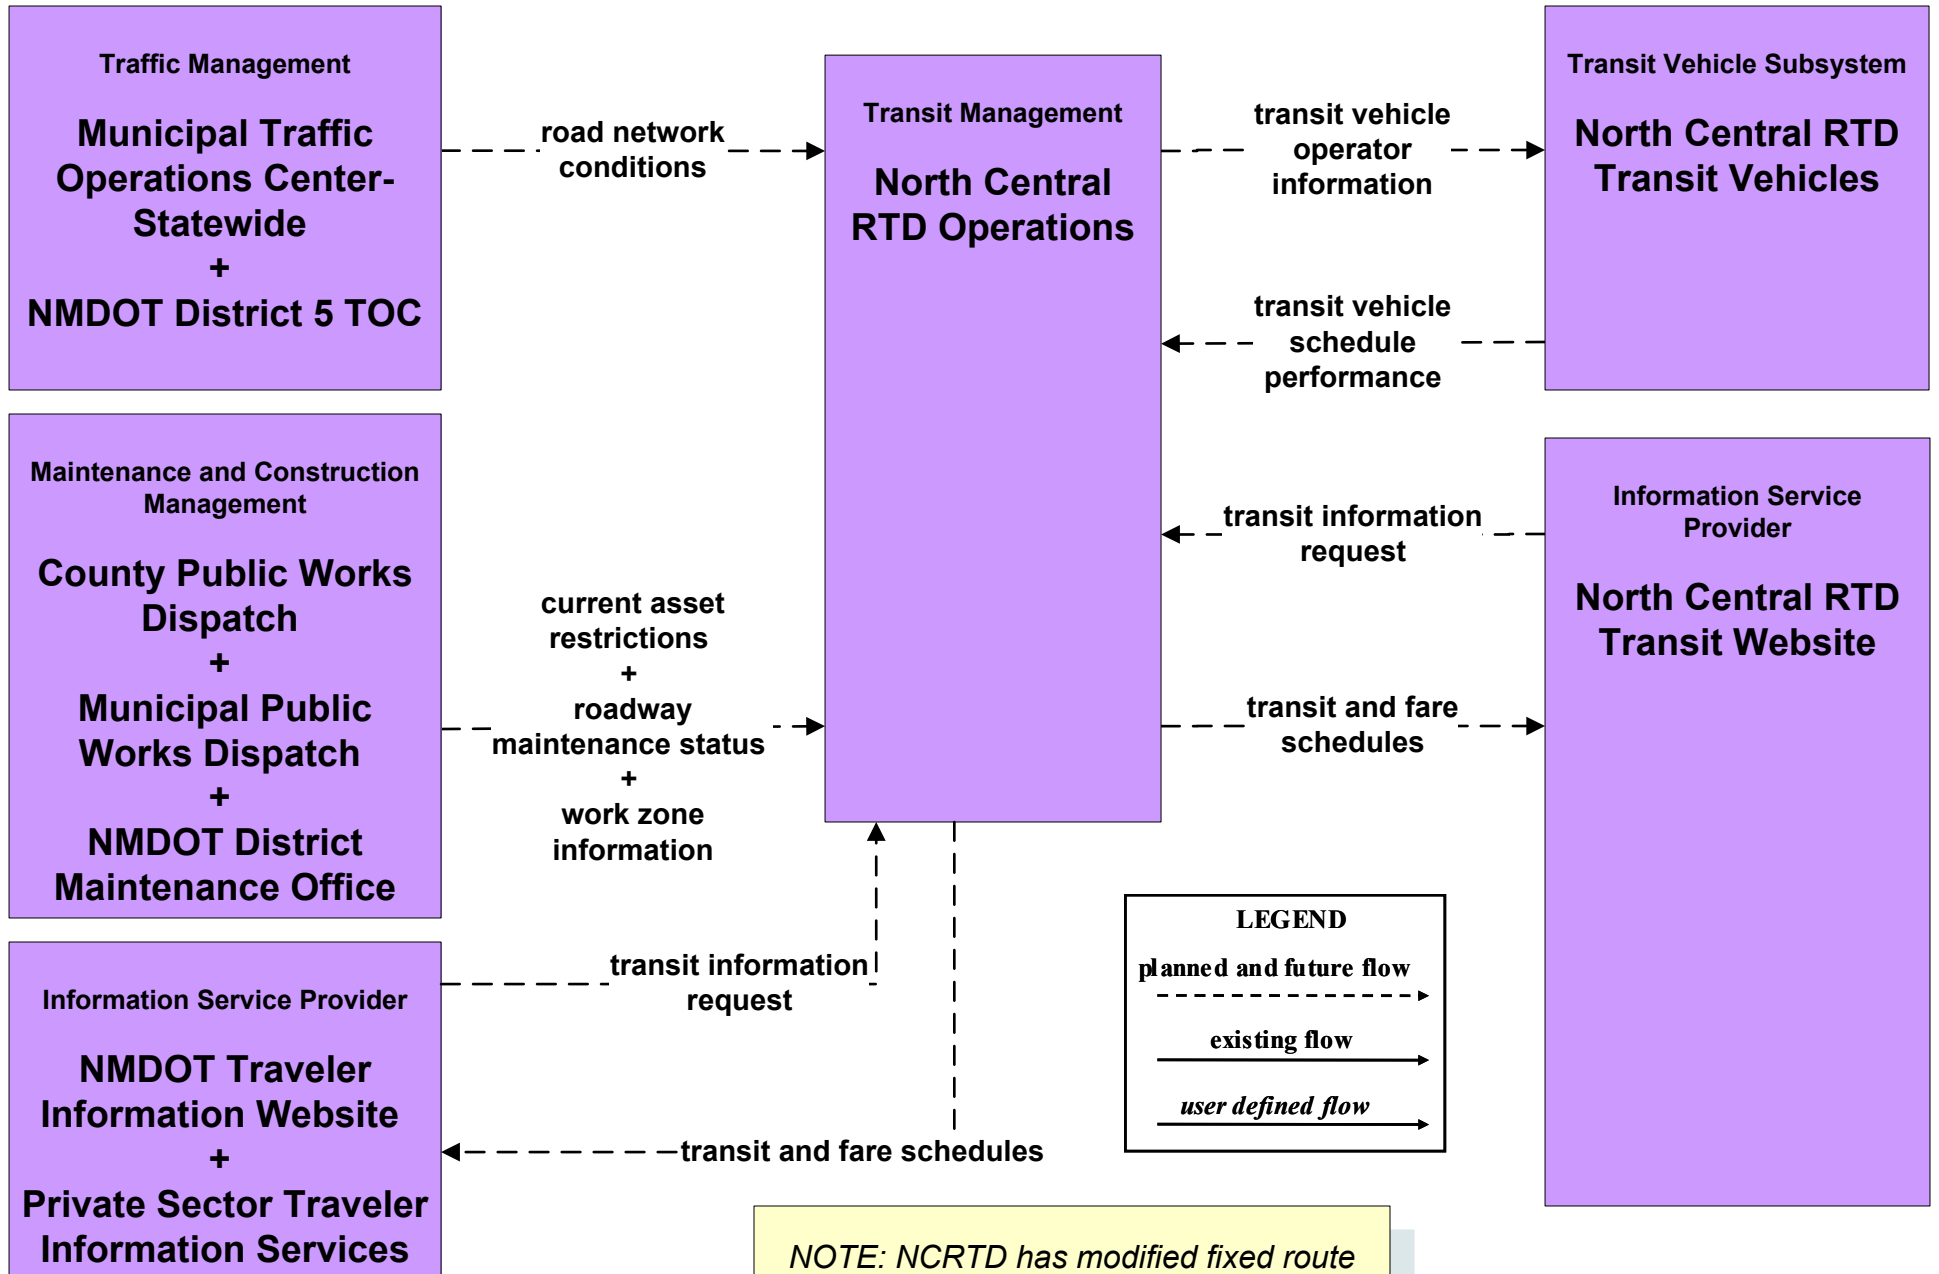 Traffic Management
Municipal Traffic
Operations Center-
Statewide
+
NMDOT District 5 TOC
road network
conditions
Transit Management
North Central
RTD Operations
transit vehicle
operator
information
Transit Vehicle Subsystem
North Central RTD
Transit Vehicles
transit vehicle
schedule
performance
Maintenance and Construction
Management
County Public Works
Dispatch
+
Municipal Public
Works Dispatch
+
NMDOT District
Maintenance Office
current asset
restrictions
+
roadway
maintenance status
+
work zone
information
transit information
request
Information Service
Provider
North Central RTD
Transit Website
transit and fare
schedules
Information Service Provider
NMDOT Traveler
Information Website
+
Private Sector Traveler
Information Services
transit information
request
transit and fare schedules
LEGEND
planned and future flow
existing flow
user defined flow
NOTE: NCRTD has modified fixed route